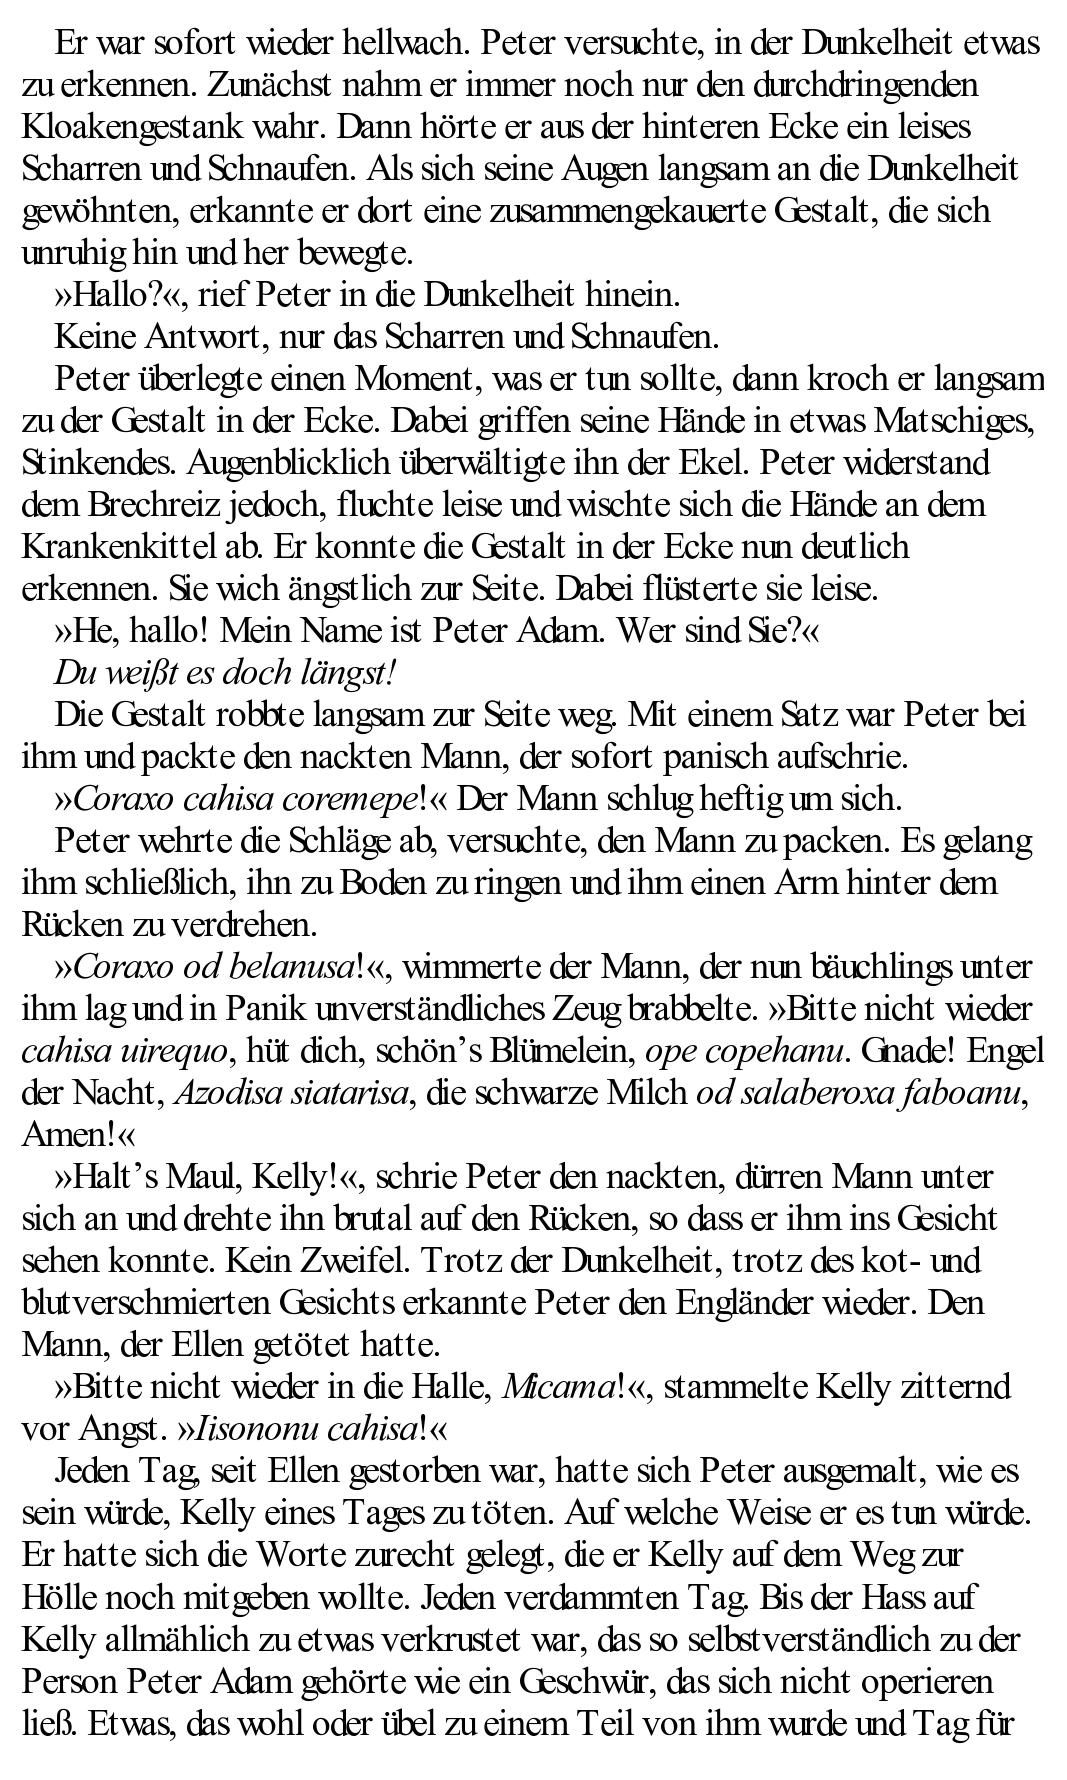 Er war sofort wieder hellwach. Peter versuchte, in der Dunkelheit etwas
zu erkennen. Zunächst nahm er immer noch nur den durchdringenden
Kloakengestank wahr. Dann hörte er aus der hinteren Ecke ein leises
Scharren und Schnaufen. Als sich seine Augen langsam an die Dunkelheit
gewöhnten, erkannte er dort eine zusammengekauerte Gestalt, die sich
unruhig hin und her bewegte.
»Hallo?«, rief Peter in die Dunkelheit hinein.
Keine Antwort, nur das Scharren und Schnaufen.
Peter überlegte einen Moment, was er tun sollte, dann kroch er langsam
zu der Gestalt in der Ecke. Dabei griffen seine Hände in etwas Matschiges,
Stinkendes. Augenblicklich überwältigte ihn der Ekel. Peter widerstand
dem Brechreiz jedoch, fluchte leise und wischte sich die Hände an dem
Krankenkittel ab. Er konnte die Gestalt in der Ecke nun deutlich
erkennen. Sie wich ängstlich zur Seite. Dabei flüsterte sie leise.
»He, hallo! Mein Name ist Peter Adam. Wer sind Sie?«
Du weißt es doch längst!
Die Gestalt robbte langsam zur Seite weg. Mit einem Satz war Peter bei
ihm und packte den nackten Mann, der sofort panisch aufschrie.
»Coraxo cahisa coremepe!« Der Mann schlug heftig um sich.
Peter wehrte die Schläge ab, versuchte, den Mann zu packen. Es gelang
ihm schließlich, ihn zu Boden zu ringen und ihm einen Arm hinter dem
Rücken zu verdrehen.
»Coraxo od belanusa!«, wimmerte der Mann, der nun bäuchlings unter
ihm lag und in Panik unverständliches Zeug brabbelte. »Bitte nicht wieder
cahisa uirequo, hüt dich, schön’s Blümelein, ope copehanu. Gnade! Engel
der Nacht, Azodisa siatarisa, die schwarze Milch od salaberoxa faboanu,
Amen!«
»Halt’s Maul, Kelly!«, schrie Peter den nackten, dürren Mann unter
sich an und drehte ihn brutal auf den Rücken, so dass er ihm ins Gesicht
sehen konnte. Kein Zweifel. Trotz der Dunkelheit, trotz des kot- und
blutverschmierten Gesichts erkannte Peter den Engländer wieder. Den
Mann, der Ellen getötet hatte.
»Bitte nicht wieder in die Halle, Micama!«, stammelte Kelly zitternd
vor Angst. »Iisononu cahisa!«
Jeden Tag, seit Ellen gestorben war, hatte sich Peter ausgemalt, wie es
sein würde, Kelly eines Tages zu töten. Auf welche Weise er es tun würde.
Er hatte sich die Worte zurecht gelegt, die er Kelly auf dem Weg zur
Hölle noch mitgeben wollte. Jeden verdammten Tag. Bis der Hass auf
Kelly allmählich zu etwas verkrustet war, das so selbstverständlich zu der
Person Peter Adam gehörte wie ein Geschwür, das sich nicht operieren
ließ. Etwas, das wohl oder übel zu einem Teil von ihm wurde und Tag für